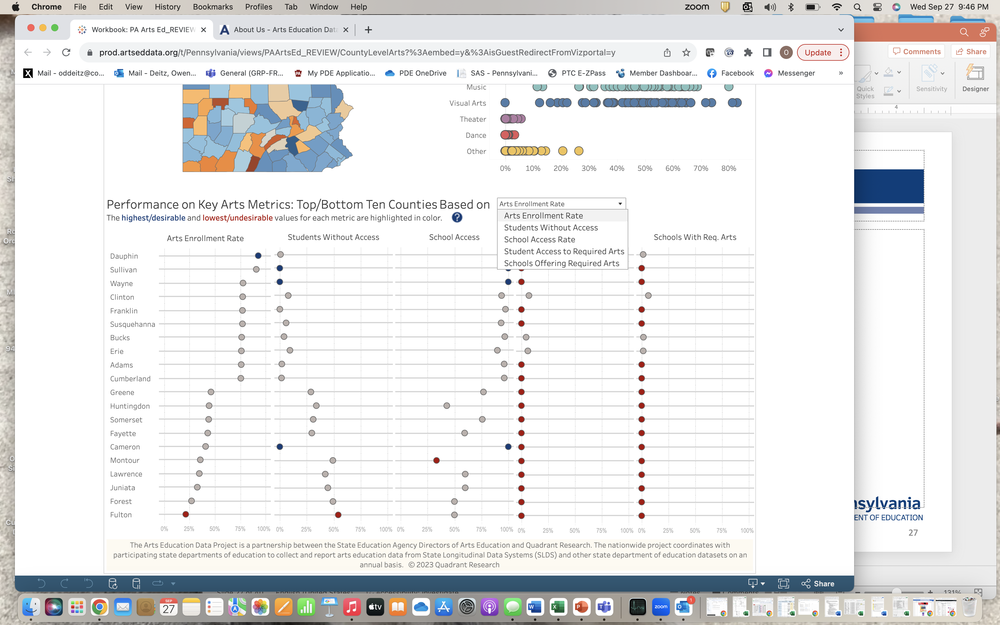 Chrome File Edit View History Bookmarks Profiles Tab Window Help
zoom Wed Sep 27 9:46 PM
Workbook: PA Arts Ed_REVIEW
About Us - Arts Education Data
prod.artseddata.org/t/Pennsylvania/views/PAArtsEd_REVIEW/CountyLevelArts?%3Aembed=y&%3AisGuestRedirectFromVizportal=y
O
Update
X Mail - oddeitz@co... Mail - Deitz, Owen... General (GRP-FR... PA My PDE Applicatio... PDE OneDrive SAS - Pennsylvani... PTC E-ZPass Member Dashboar... Facebook Messenger »
Comments Share
Quick Styles
Sensitivity
Designer
4
Music
Visual Arts
Theater
Dance
Other
0% 10% 20% 30% 40% 50% 60% 70% 80%
Performance on Key Arts Metrics: Top/Bottom Ten Counties Based on
Arts Enrollment Rate
The highest/desirable and lowest/undesirable values for each metric are highlighted in color. ?
Arts Enrollment Rate
Students Without Access
School Access Rate
Student Access to Required Arts
Schools Offering Required Arts
Arts Enrollment Rate Students Without Access School Access Schools With Req. Arts
Dauphin
Sullivan
Wayne
Clinton
Franklin
Susquehanna
Bucks
Erie
Adams
Cumberland
Greene
Huntingdon
Somerset
Fayette
Cameron
Montour
Lawrence
Juniata
Forest
Fulton
0% 25% 50% 75% 100% 0% 25% 50% 75% 100% 0% 25% 50% 75% 100% 0% 25% 50% 75% 100% 0% 25% 50% 75% 100%
The Arts Education Data Project is a partnership between the State Education Agency Directors of Arts Education and Quadrant Research. The nationwide project coordinates with
participating state departments of education to collect and report arts education data from State Longitudinal Data Systems (SLDS) and other state department of education datasets on an
annual basis. © 2023 Quadrant Research
nsylvania
ENT OF EDUCATION
27
Share
131%
SEP
27
tv
zoom
1